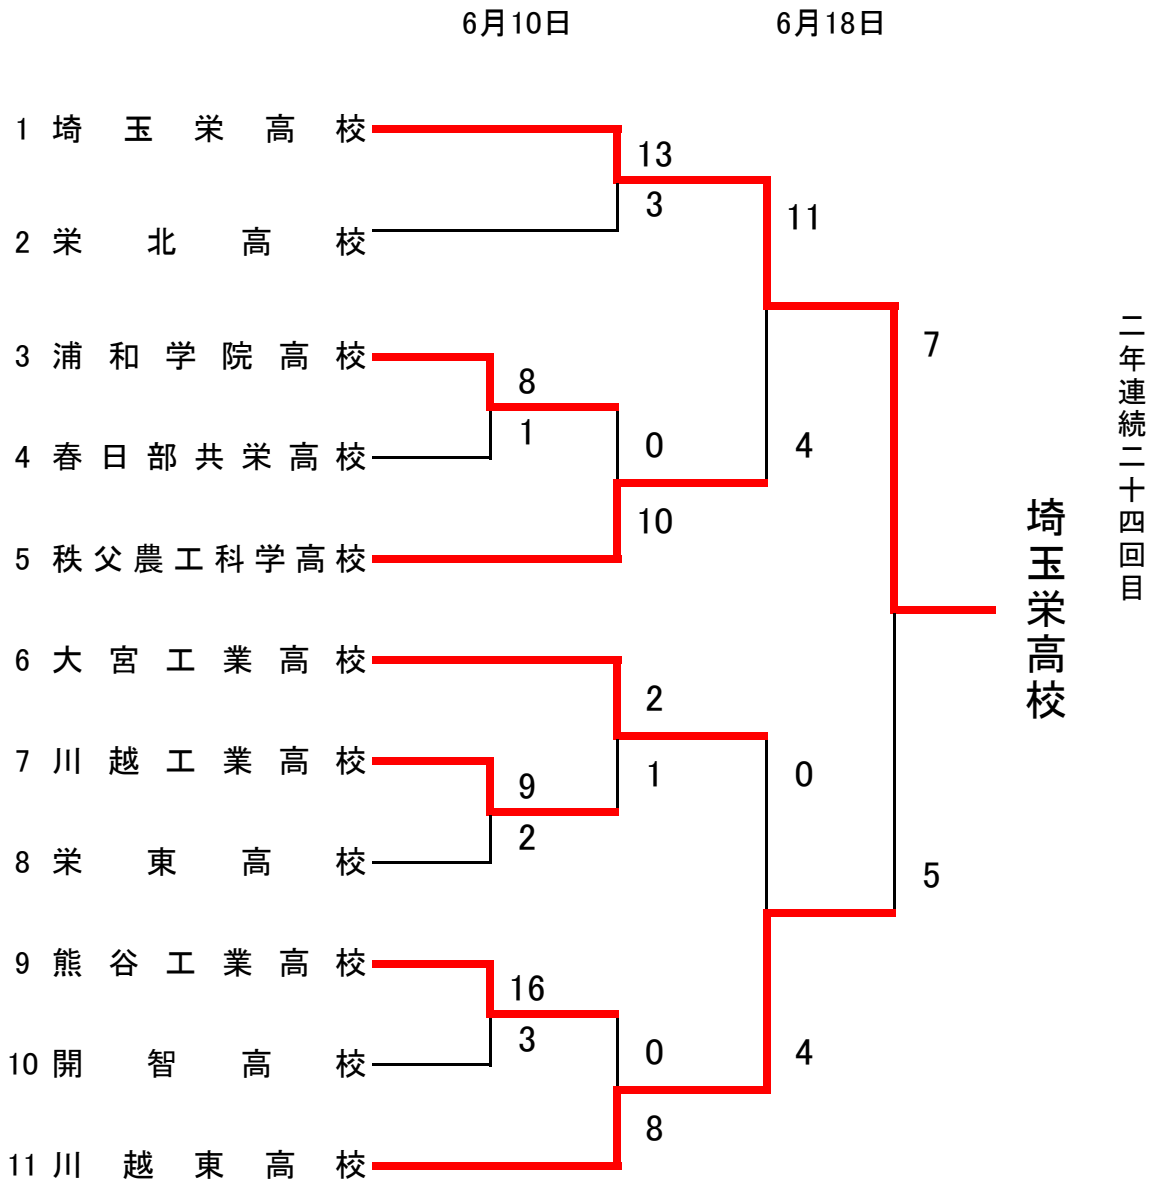 6月10日
6月18日
1 埼玉栄高校
2 栄北高校
3 浦和学院高校
4 春日部共栄高校
5 秩父農工科学高校
6 大宮工業高校
7 川越工業高校
8 栄東高校
9 熊谷工業高校
10 開智高校
11 川越東高校
8
1
9
2
16
3
13
3
0
10
2
1
0
8
11
4
0
4
7
5
埼玉栄高校
二年連続二十四回目